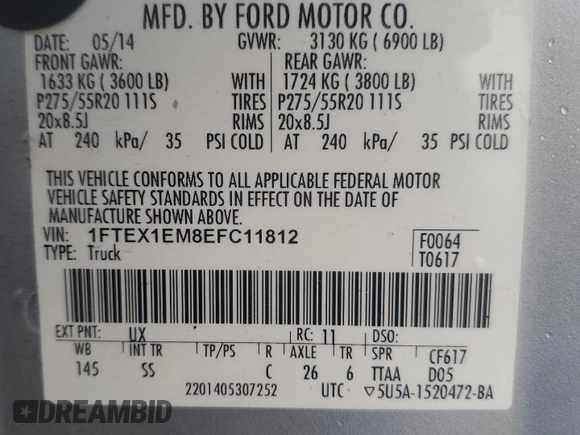 MFD. BY FORD MOTOR CO.
DATE: 05/14 GVWR: 3130 KG ( 6900 LB)
FRONT GAWR: REAR GAWR:
1633 KG ( 3600 LB) WITH 1724 KG ( 3800 LB) WITH
P275/55R20 111S TIRES P275/55R20 111S TIRES
20x8.5J RIMS 20x8.5J RIMS
AT 240 kPa/ 35 PSI COLD AT 240 kPa/ 35 PSI COLD
THIS VEHICLE CONFORMS TO ALL APPLICABLE FEDERAL MOTOR
VEHICLE SAFETY STANDARDS IN EFFECT ON THE DATE OF
MANUFACTURE SHOWN ABOVE.
VIN: 1FTEX1EM8EFC11812 F0064
TYPE: Truck T0617
EXT PNT: UX RC: 11 DSO:
WB INT TR TP/PS R AXLE TR SPR CF617
145 SS C 26 6 TTAA D05
2201405307252 UTC ▽5U5A-1520472-BA
DREAMBID